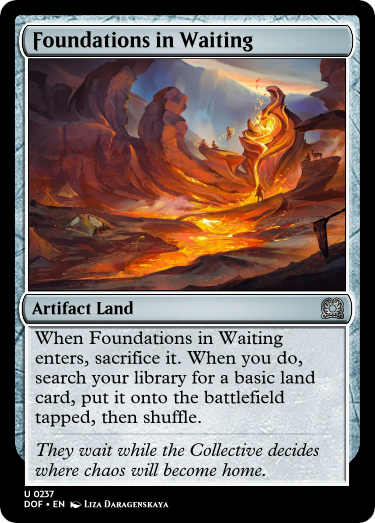 Foundations in Waiting
Artifact Land
When Foundations in Waiting
enters, sacrifice it. When you do,
search your library for a basic land
card, put it onto the battlefield
tapped, then shuffle.
They wait while the Collective decides
where chaos will become home.
U 0237
DOF • EN Liza Daragenskaya